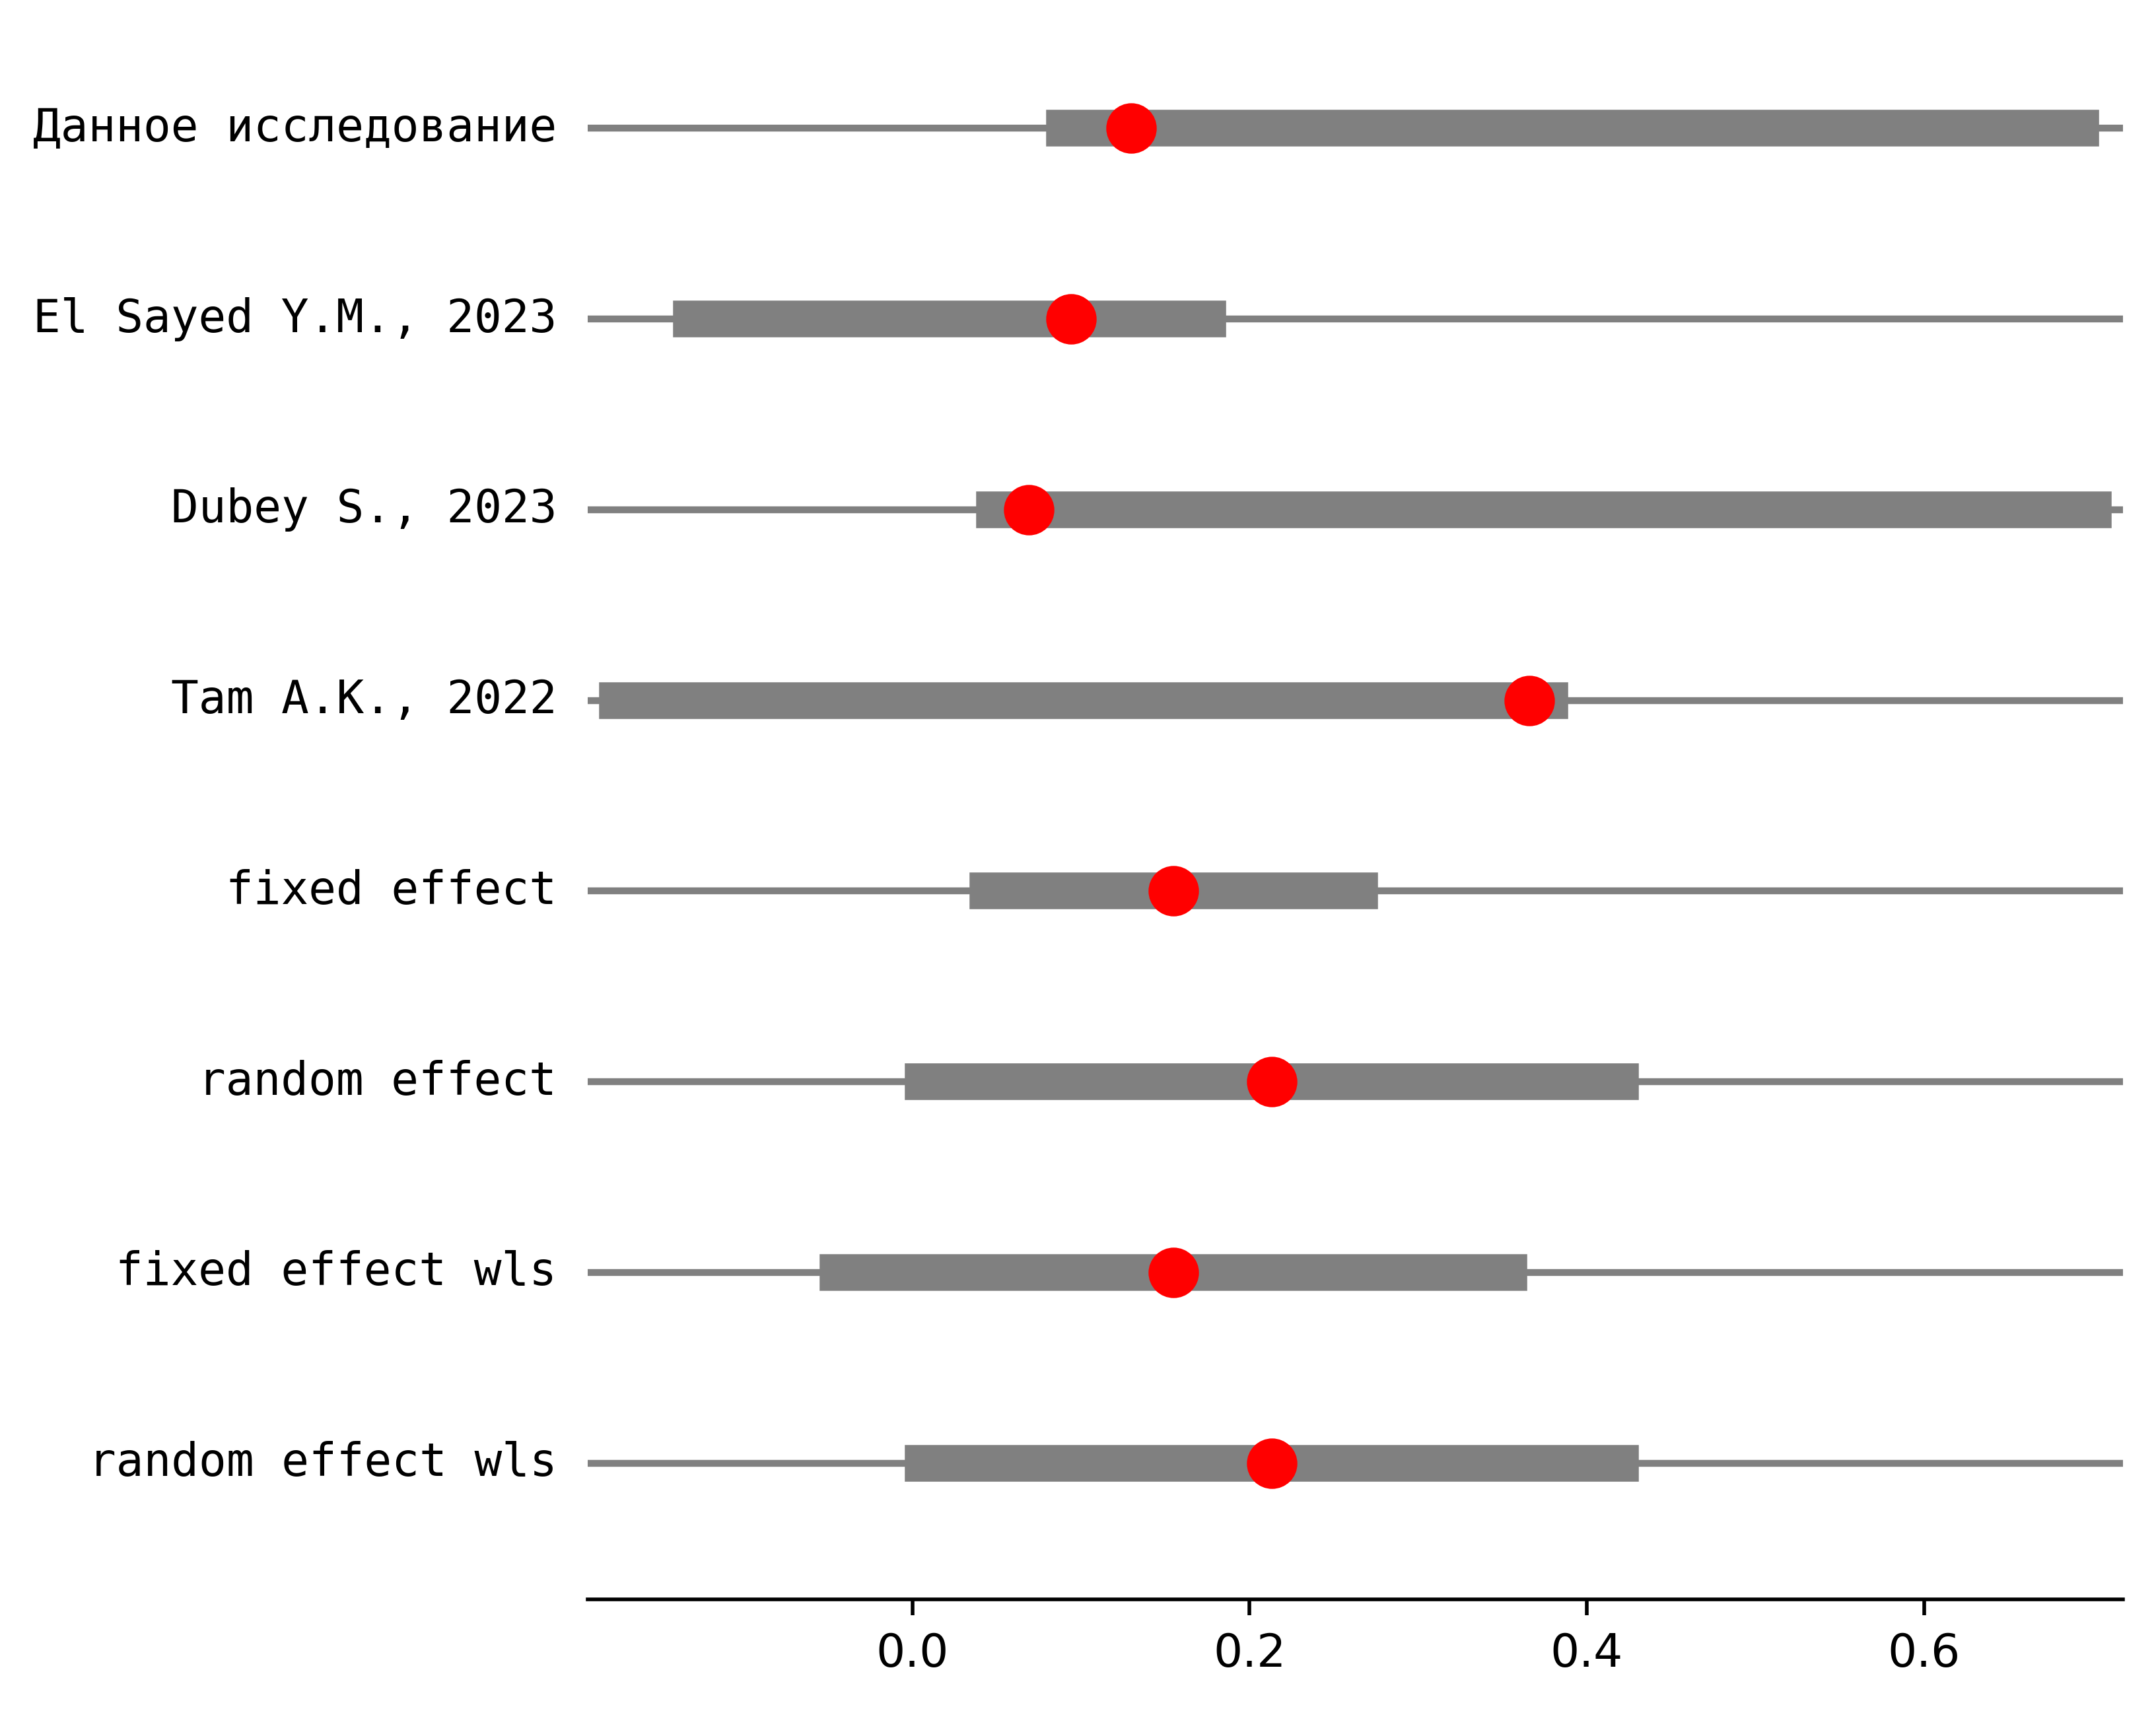 Данное исследование
El Sayed Y.M., 2023
Dubey S., 2023
Tam A.K., 2022
fixed effect
random effect
fixed effect wls
random effect wls
0.0 0.2 0.4 0.6